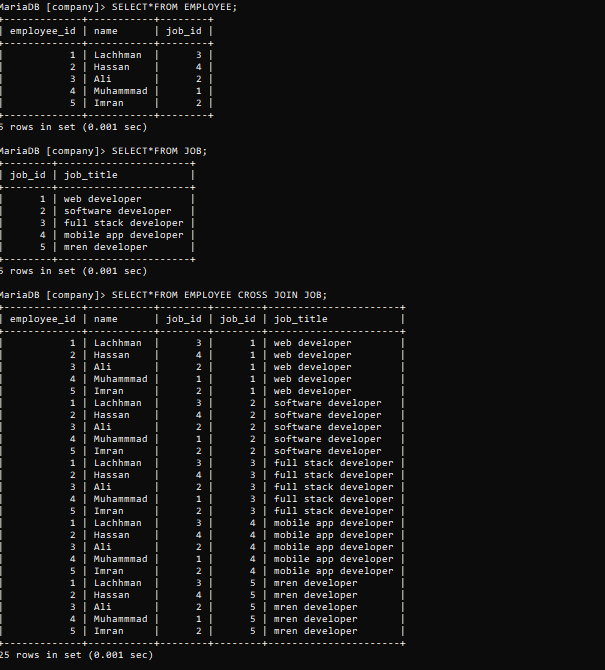 MariaDB [company]> SELECT*FROM EMPLOYEE;
+-------------+-----------+--------+
| employee_id | name      | job_id |
+-------------+-----------+--------+
|           1 | Lachhman  |      3 |
|           2 | Hassan    |      4 |
|           3 | Ali       |      2 |
|           4 | Muhammmad |      1 |
|           5 | Imran     |      2 |
+-------------+-----------+--------+
5 rows in set (0.001 sec)
MariaDB [company]> SELECT*FROM JOB;
+--------+----------------------+
| job_id | job_title            |
+--------+----------------------+
|      1 | web developer        |
|      2 | software developer   |
|      3 | full stack developer |
|      4 | mobile app developer |
|      5 | mren developer       |
+--------+----------------------+
5 rows in set (0.001 sec)
MariaDB [company]> SELECT*FROM EMPLOYEE CROSS JOIN JOB;
+-------------+-----------+--------+--------+----------------------+
| employee_id | name      | job_id | job_id | job_title            |
+-------------+-----------+--------+--------+----------------------+
|           1 | Lachhman  |      3 |      1 | web developer        |
|           2 | Hassan    |      4 |      1 | web developer        |
|           3 | Ali       |      2 |      1 | web developer        |
|           4 | Muhammmad |      1 |      1 | web developer        |
|           5 | Imran     |      2 |      1 | web developer        |
|           1 | Lachhman  |      3 |      2 | software developer   |
|           2 | Hassan    |      4 |      2 | software developer   |
|           3 | Ali       |      2 |      2 | software developer   |
|           4 | Muhammmad |      1 |      2 | software developer   |
|           5 | Imran     |      2 |      2 | software developer   |
|           1 | Lachhman  |      3 |      3 | full stack developer |
|           2 | Hassan    |      4 |      3 | full stack developer |
|           3 | Ali       |      2 |      3 | full stack developer |
|           4 | Muhammmad |      1 |      3 | full stack developer |
|           5 | Imran     |      2 |      3 | full stack developer |
|           1 | Lachhman  |      3 |      4 | mobile app developer |
|           2 | Hassan    |      4 |      4 | mobile app developer |
|           3 | Ali       |      2 |      4 | mobile app developer |
|           4 | Muhammmad |      1 |      4 | mobile app developer |
|           5 | Imran     |      2 |      4 | mobile app developer |
|           1 | Lachhman  |      3 |      5 | mren developer       |
|           2 | Hassan    |      4 |      5 | mren developer       |
|           3 | Ali       |      2 |      5 | mren developer       |
|           4 | Muhammmad |      1 |      5 | mren developer       |
|           5 | Imran     |      2 |      5 | mren developer       |
+-------------+-----------+--------+--------+----------------------+
25 rows in set (0.001 sec)